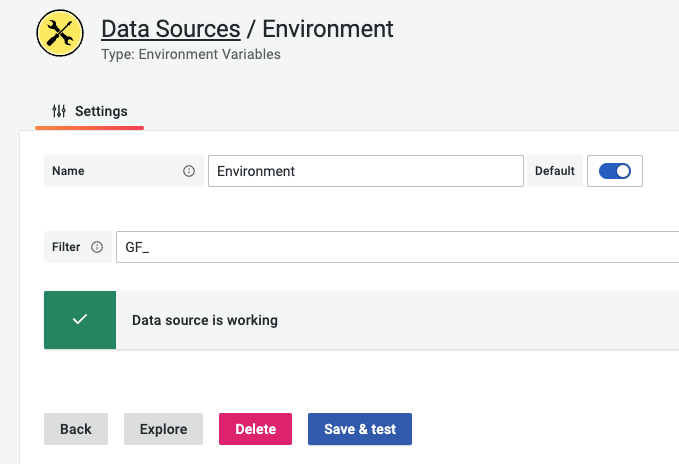 Data Sources / Environment
Type: Environment Variables
Settings
Name Environment Default
Filter GF_
Data source is working
Back Explore Delete Save & test